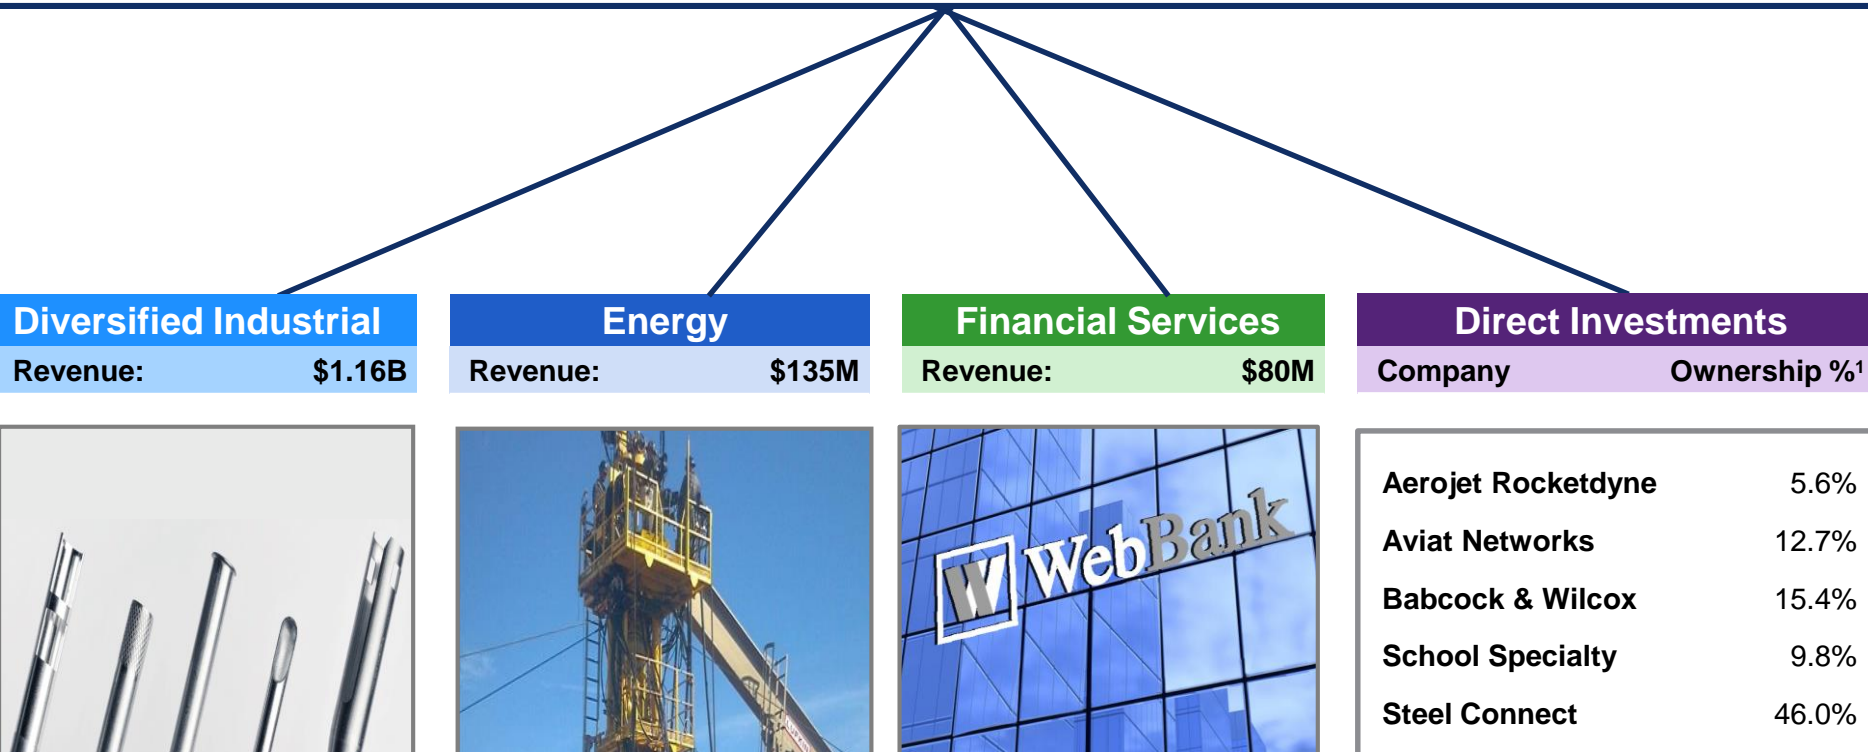 Diversified Industrial
Revenue: $1.16B
Energy
Revenue: $135M
Financial Services
Revenue: $80M
WebBank
Direct Investments
Company Ownership %¹
Aerojet Rocketdyne 5.6%
Aviat Networks 12.7%
Babcock & Wilcox 15.4%
School Specialty 9.8%
Steel Connect 46.0%